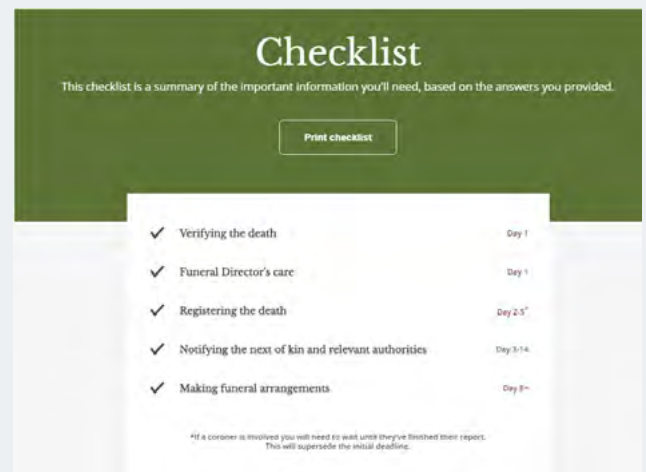 Checklist
This checklist is a summary of the important information you'll need, based on the answers you provided.
Print checklist
Verifying the death Day 1
Funeral Director's care Day 1
Registering the death Day 2-5*
Notifying the next of kin and relevant authorities Day 3-14
Making funeral arrangements Day
*If a coroner is involved you will need to wait until they've finished their report.
This will supersede the initial deadline.